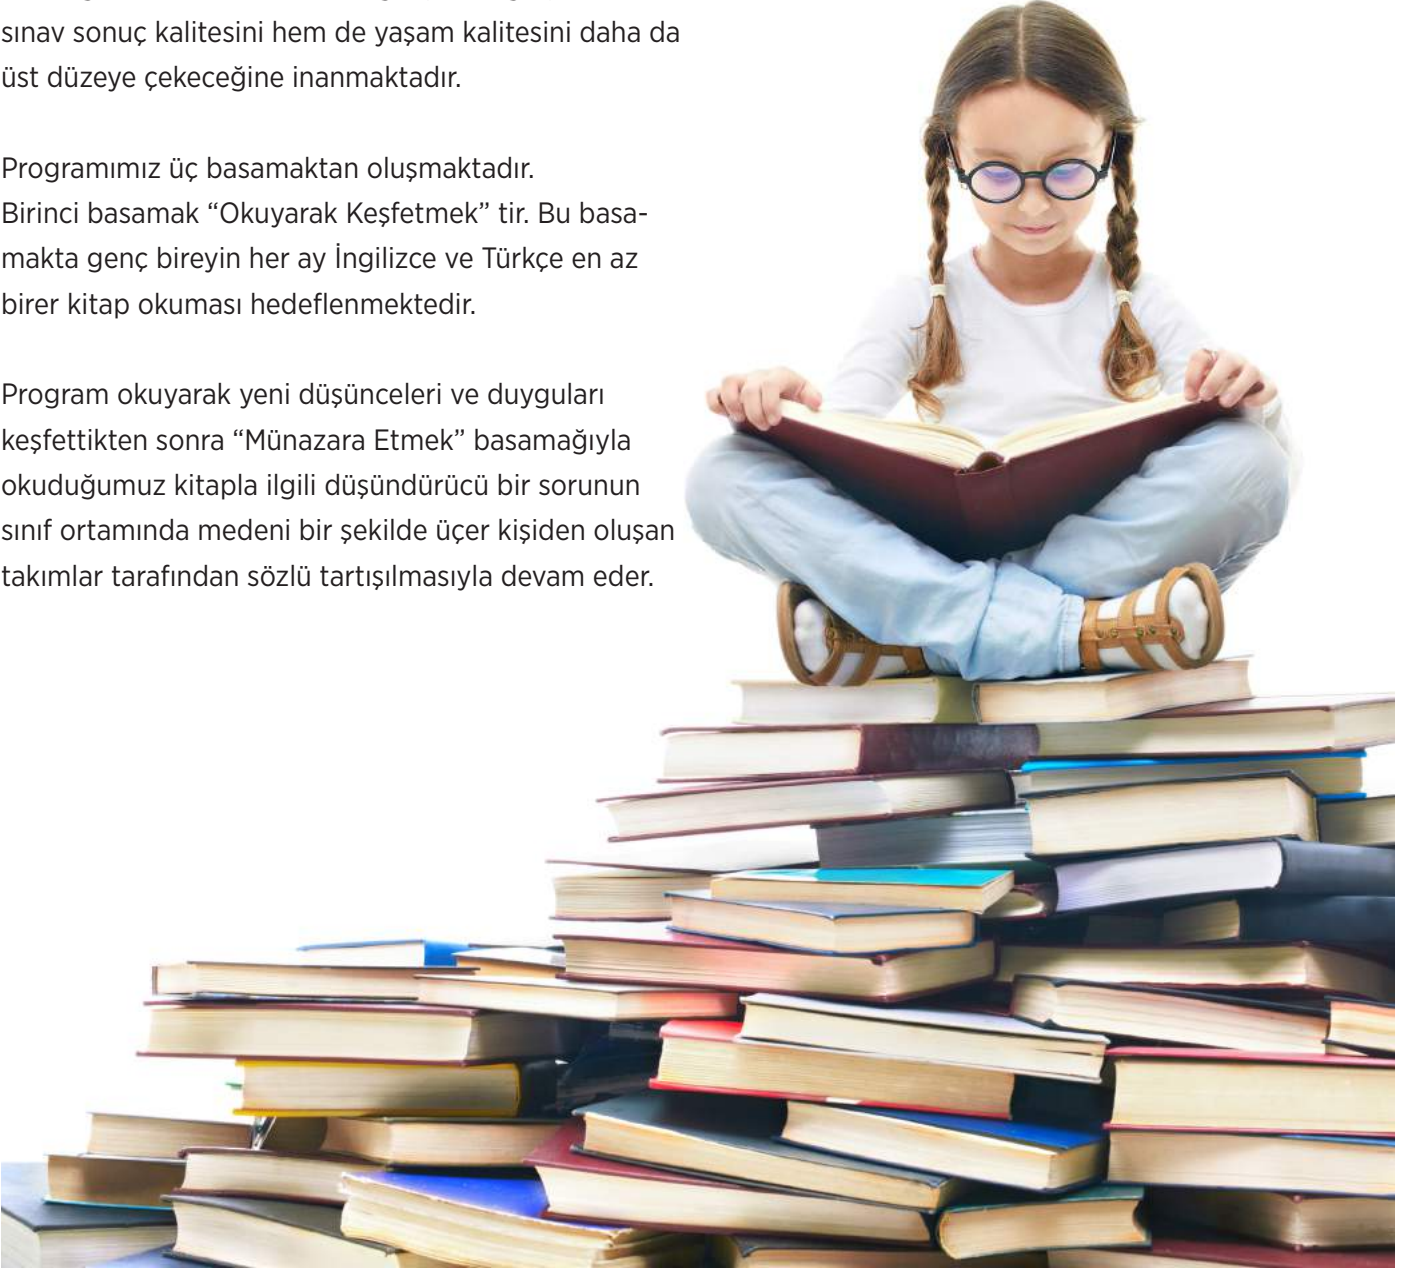 sınav sonuç kalitesini hem de yaşam kalitesini daha da
üst düzeye çekeceğine inanmaktadır.
Programımız üç basamaktan oluşmaktadır.
Birinci basamak “Okuyarak Keşfetmek” tir. Bu basa-
makta genç bireyin her ay İngilizce ve Türkçe en az
birer kitap okuması hedeflenmektedir.
Program okuyarak yeni düşünceleri ve duyguları
keşfettikten sonra “Münazara Etmek” basamağıyla
okuduğumuz kitapla ilgili düşündürücü bir sorunun
sınıf ortamında medeni bir şekilde üçer kişiden oluşan
takımlar tarafından sözlü tartışılmasıyla devam eder.